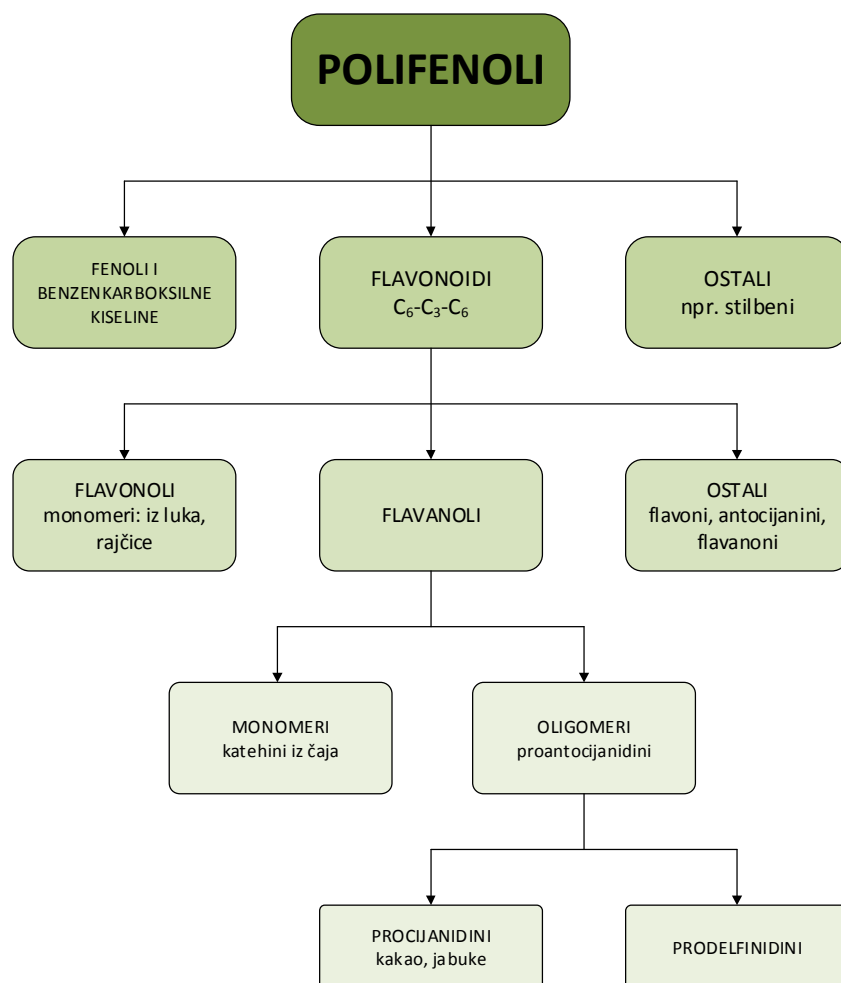 POLIFENOLI
FENOLI I
BENZENKARBOKSILNE
KISELINE
FLAVONOIDI
C₆-C₃-C₆
OSTALI
npr. stilbeni
FLAVONOLI
monomeri: iz luka,
rajčice
FLAVANOLI
OSTALI
flavoni, antocijanini,
flavanoni
MONOMERI
katehini iz čaja
OLIGOMERI
proantocijanidini
PROCIJANIDINI
kakao, jabuke
PRODELFINIDINI